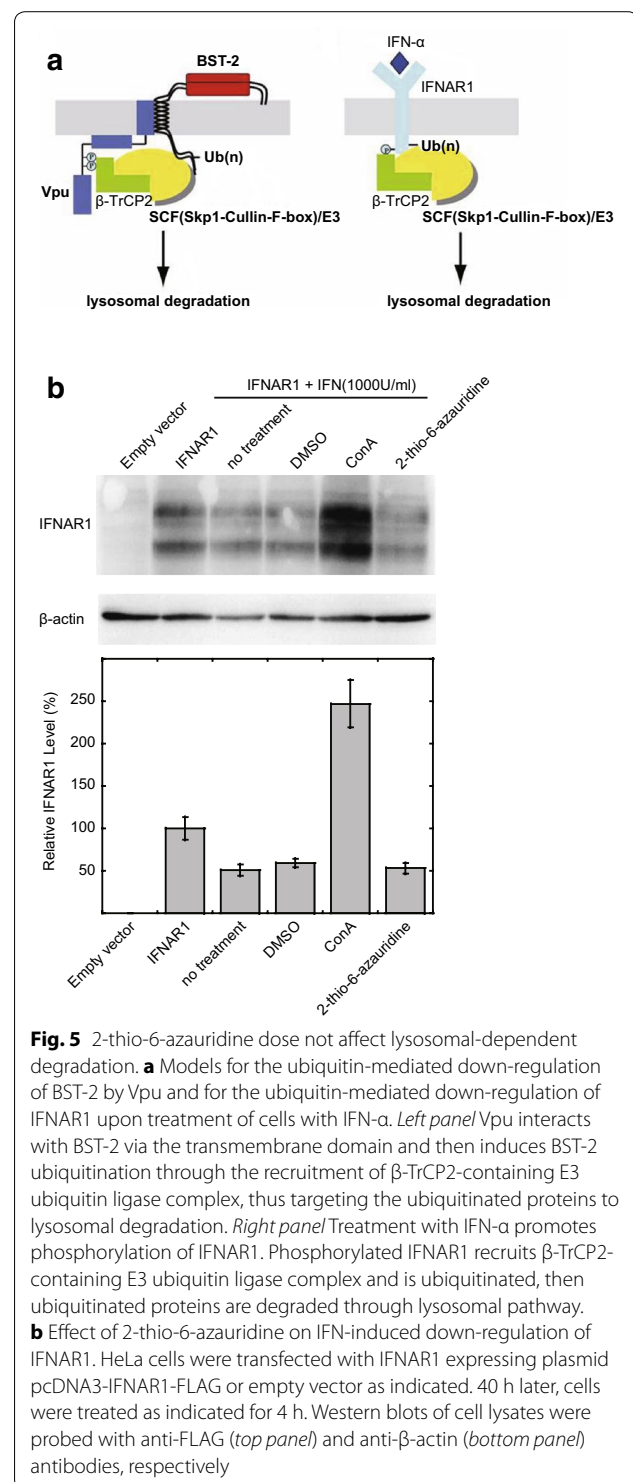 a
IFN-α
BST-2
IFNAR1
Ub(n)
Ub(n)
P
P
P
Vpu
β-TrCP2
β-TrCP2
SCF(Skp1-Cullin-F-box)/E3
SCF(Skp1-Cullin-F-box)/E3
lysosomal degradation
lysosomal degradation
b
IFNAR1 + IFN(1000U/ml)
Empty vector
IFNAR1
no treatment
DMSO
ConA
2-thio-6-azauridine
IFNAR1
β-actin
Relative IFNAR1 Level (%)
250
200
150
100
50
Empty vector
IFNAR1
no treatment
DMSO
ConA
2-thio-6-azauridine
Fig. 5 2-thio-6-azauridine dose not affect lysosomal-dependent
degradation. a Models for the ubiquitin-mediated down-regulation
of BST-2 by Vpu and for the ubiquitin-mediated down-regulation of
IFNAR1 upon treatment of cells with IFN-α. Left panel Vpu interacts
with BST-2 via the transmembrane domain and then induces BST-2
ubiquitination through the recruitment of β-TrCP2-containing E3
ubiquitin ligase complex, thus targeting the ubiquitinated proteins to
lysosomal degradation. Right panel Treatment with IFN-α promotes
phosphorylation of IFNAR1. Phosphorylated IFNAR1 recruits β-TrCP2-
containing E3 ubiquitin ligase complex and is ubiquitinated, then
ubiquitinated proteins are degraded through lysosomal pathway.
b Effect of 2-thio-6-azauridine on IFN-induced down-regulation of
IFNAR1. HeLa cells were transfected with IFNAR1 expressing plasmid
pcDNA3-IFNAR1-FLAG or empty vector as indicated. 40 h later, cells
were treated as indicated for 4 h. Western blots of cell lysates were
probed with anti-FLAG (top panel) and anti-β-actin (bottom panel)
antibodies, respectively